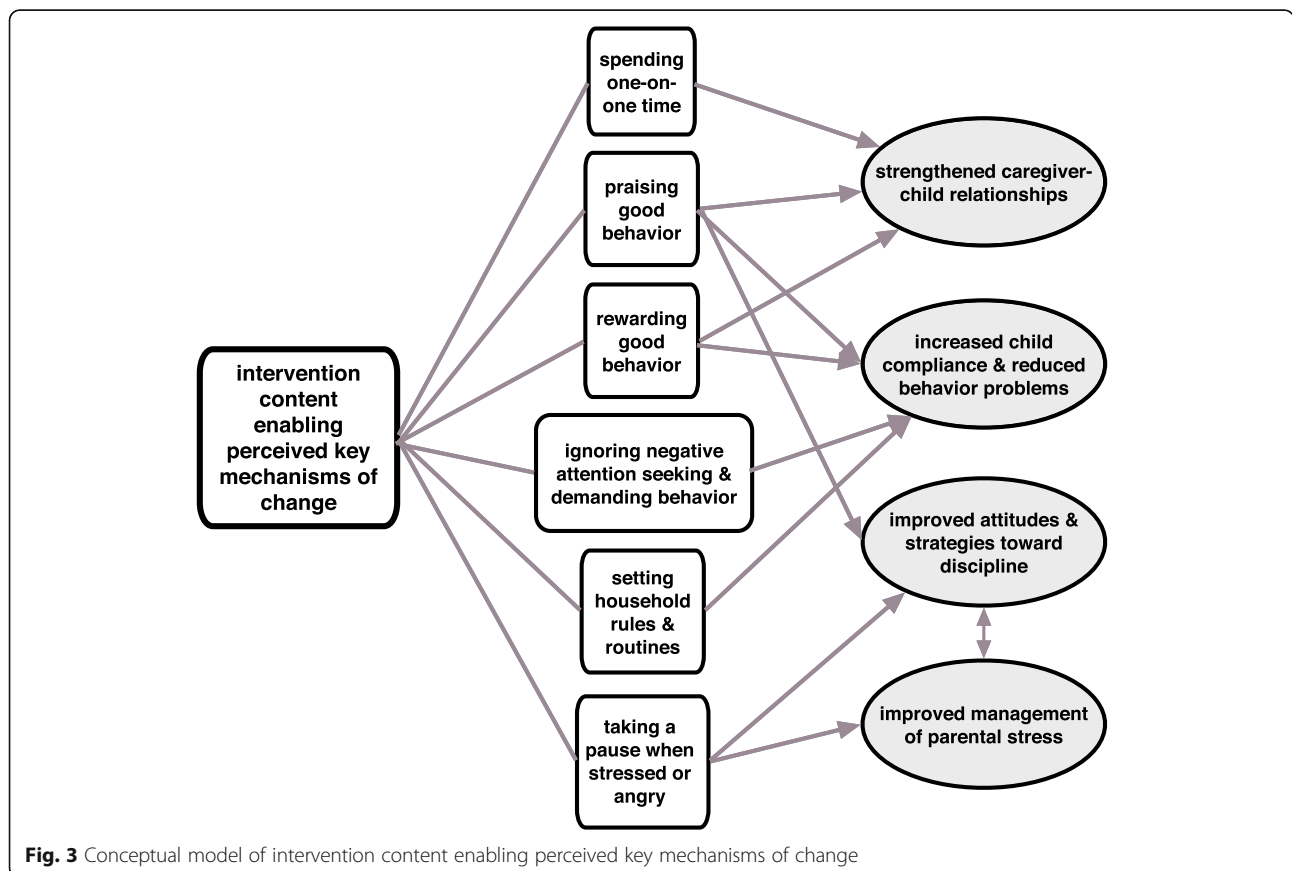 spending
one-on-
one time
praising
good
behavior
rewarding
good
behavior
intervention
content
enabling
perceived key
mechanisms of
change
ignoring negative
attention seeking &
demanding behavior
setting
household
rules &
routines
taking a
pause when
stressed or
angry
strengthened caregiver-
child relationships
increased child
compliance & reduced
behavior problems
improved attitudes &
strategies toward
discipline
improved management
of parental stress
Fig. 3 Conceptual model of intervention content enabling perceived key mechanisms of change